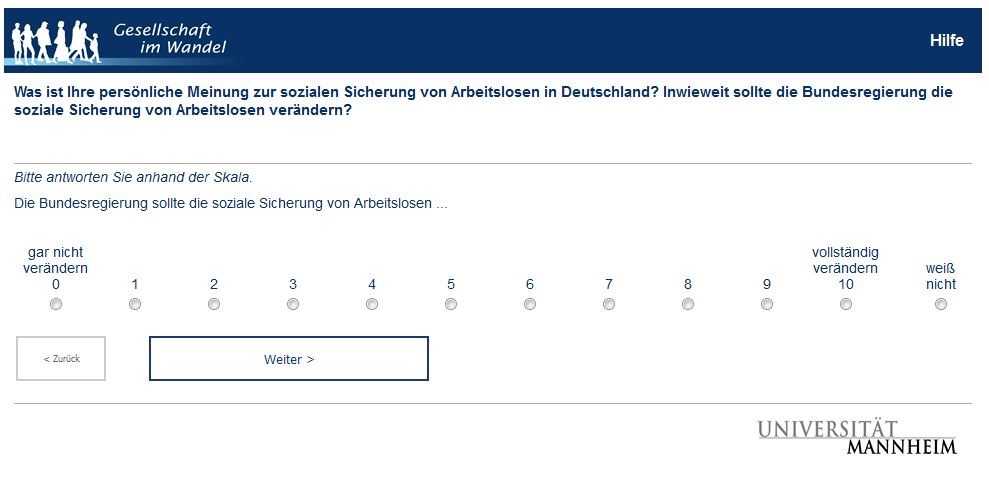 Gesellschaft
im Wandel
Hilfe
Was ist Ihre persönliche Meinung zur sozialen Sicherung von Arbeitslosen in Deutschland? Inwieweit sollte die Bundesregierung die
soziale Sicherung von Arbeitslosen verändern?
Bitte antworten Sie anhand der Skala.
Die Bundesregierung sollte die soziale Sicherung von Arbeitslosen ...
gar nicht vollständig
verändern verändern weiß
0 1 2 3 4 5 6 7 8 9 10 nicht
< Zurück Weiter >
UNIVERSITÄT
MANNHEIM